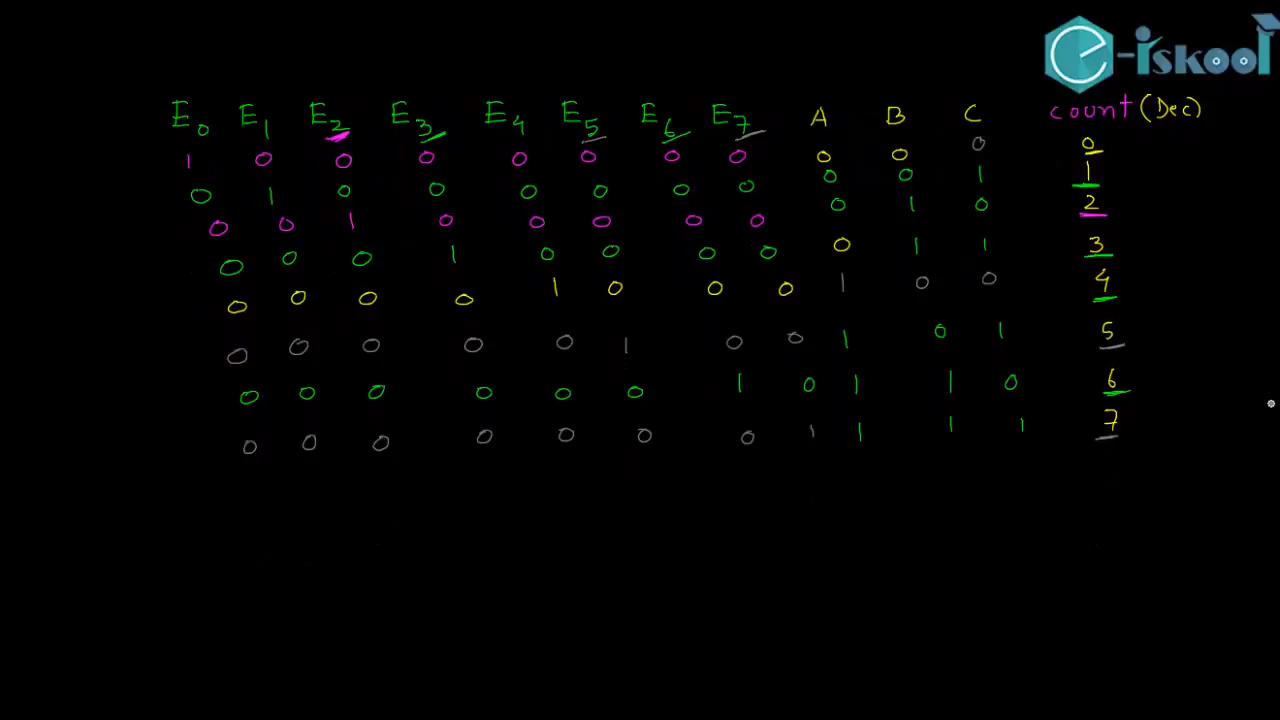 e-iskool
E0 E1 E2 E3 E4 E5 E6 E7 A B C count (Dec)
1 0 0 0 0 0 0 0 0 0 0 0
0 1 0 0 0 0 0 0 0 0 1 1
0 0 1 0 0 0 0 0 0 1 0 2
0 0 0 1 0 0 0 0 0 1 1 3
0 0 0 0 1 0 0 0 1 0 0 4
0 0 0 0 0 1 0 0 1 0 1 5
0 0 0 0 0 0 1 0 1 1 0 6
0 0 0 0 0 0 0 1 1 1 1 7